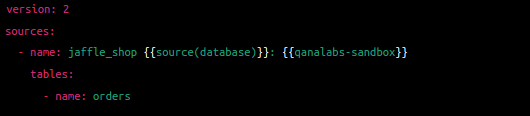 version: 2
sources:
  - name: jaffle_shop {{source(database)}}: {{qanalabs-sandbox}}
    tables:
      - name: orders